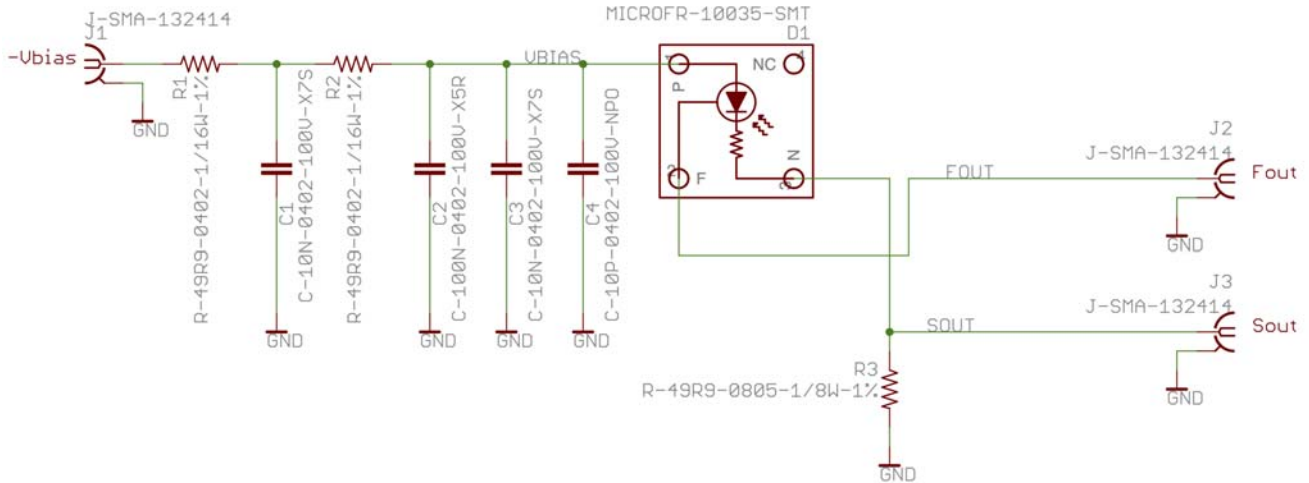 J-SMA-132414
J1
-Vbias
GND
R1
R-49R9-0402-1/16W-1%
C1
C-10N-0402-100V-X7S
GND
R2
R-49R9-0402-1/16W-1%
C2
C-100N-0402-100V-X5R
GND
C3
C-10N-0402-100V-X7S
GND
VBIAS
C4
C-10P-0402-100V-NPO
GND
MICROFR-10035-SMT
D1
1
P
NC
4
2
F
N
3
J2
J-SMA-132414
FOUT
Fout
GND
J3
J-SMA-132414
SOUT
Sout
GND
R3
R-49R9-0805-1/8W-1%
GND